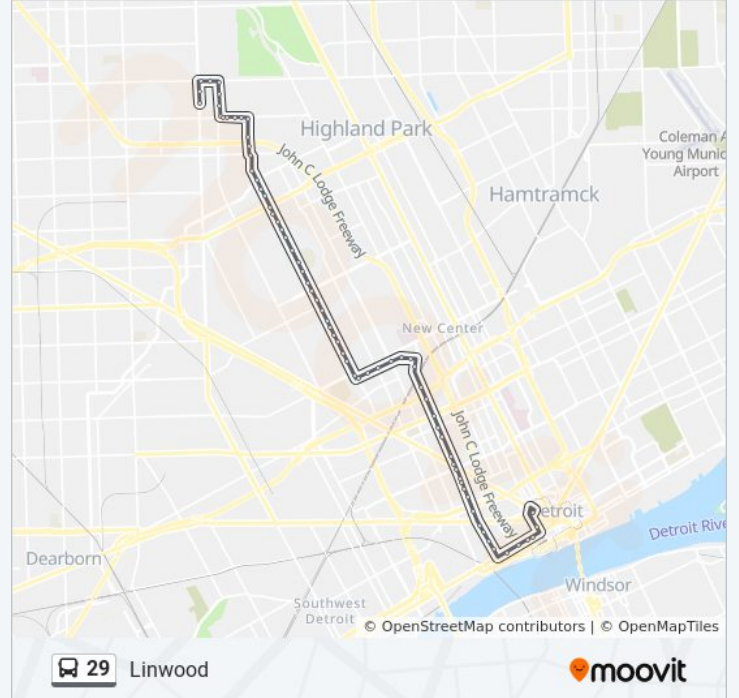 Highland Park
John C Lodge Freeway
Coleman A
Young Munic
Airport
Hamtramck
New Center
John C Lodge Freeway
Detroit
Detroit Rive
Dearborn
Windsor
Southwest
Detroit
© OpenStreetMap contributors | © OpenMapTiles
29 Linwood
moovit